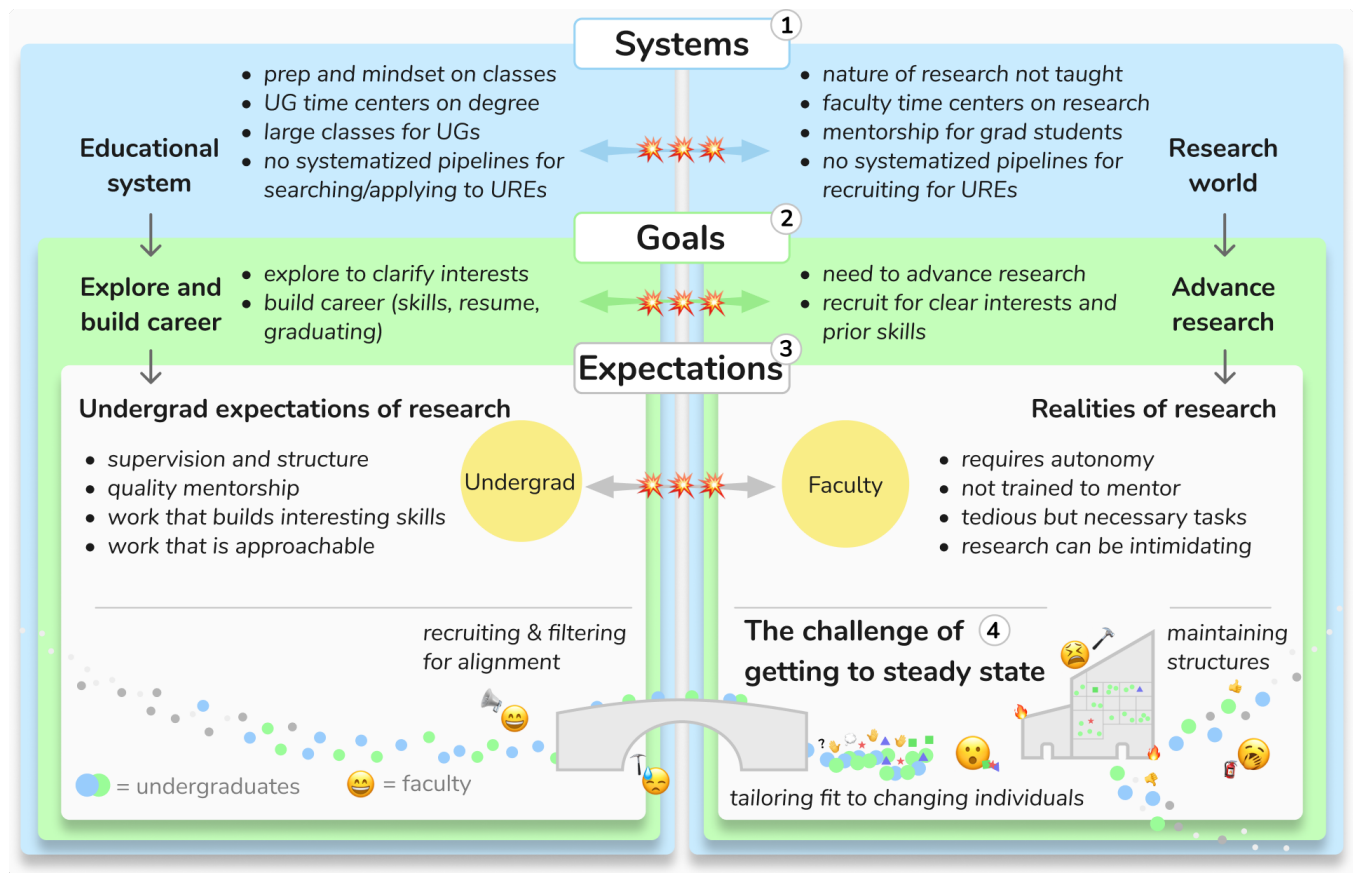 Systems
1
Educational
system
• prep and mindset on classes
• UG time centers on degree
• large classes for UGs
• no systematized pipelines for
searching/applying to UREs
• nature of research not taught
• faculty time centers on research
• mentorship for grad students
• no systematized pipelines for
recruiting for UREs
Research
world
Goals
2
Explore and
build career
• explore to clarify interests
• build career (skills, resume,
graduating)
• need to advance research
• recruit for clear interests and
prior skills
Advance
research
Expectations
3
Undergrad expectations of research
• supervision and structure
• quality mentorship
• work that builds interesting skills
• work that is approachable
Undergrad
Faculty
Realities of research
• requires autonomy
• not trained to mentor
• tedious but necessary tasks
• research can be intimidating
recruiting & filtering
for alignment
The challenge of 4
getting to steady state
maintaining
structures
?
= undergraduates
= faculty
tailoring fit to changing individuals